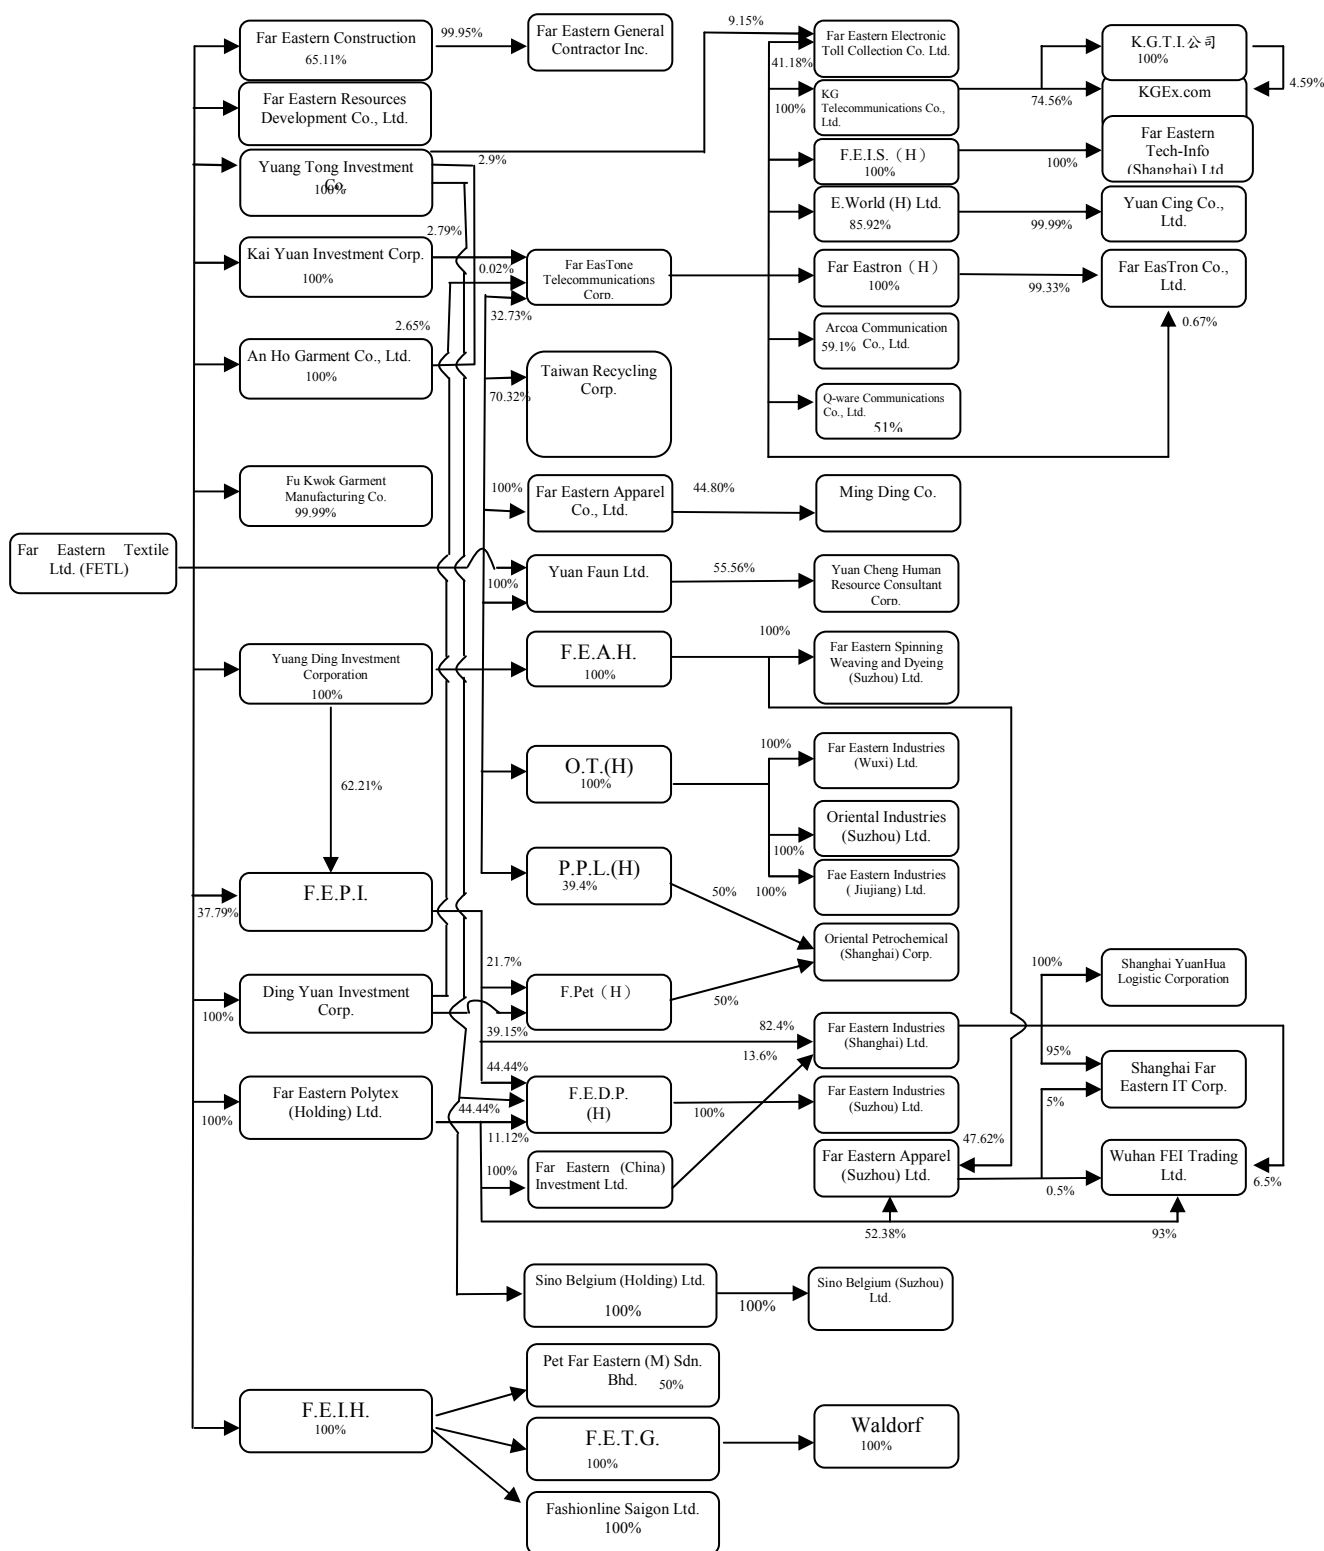 Far Eastern Construction
65.11%
99.95%
Far Eastern General
Contractor Inc.
9.15%
Far Eastern Electronic
Toll Collection Co. Ltd.
41.18%
K.G.T.I.公司
100%
4.59%
Far Eastern Resources
Development Co., Ltd.
KG
Telecommunications Co.,
Ltd.
100%
74.56%
KGEx.com
Yuang Tong Investment
Co.
100%
2.9%
F.E.I.S.（H）
100%
100%
Far Eastern
Tech-Info
(Shanghai) Ltd
E.World (H) Ltd.
85.92%
99.99%
Yuan Cing Co.,
Ltd.
Kai Yuan Investment Corp.
100%
2.79%
0.02%
Far EasTone
Telecommunications
Corp.
32.73%
Far Eastron（H）
100%
99.33%
Far EasTron Co.,
Ltd.
0.67%
2.65%
An Ho Garment Co., Ltd.
100%
Taiwan Recycling
Corp.
70.32%
Arcoa Communication
59.1% Co., Ltd.
Q-ware Communications
Co., Ltd.
51%
Fu Kwok Garment
Manufacturing Co.
99.99%
100%
Far Eastern Apparel
Co., Ltd.
44.80%
Ming Ding Co.
Far Eastern Textile
Ltd. (FETL)
100%
Yuan Faun Ltd.
55.56%
Yuan Cheng Human
Resource Consultant
Corp.
Yuang Ding Investment
Corporation
100%
F.E.A.H.
100%
100%
Far Eastern Spinning
Weaving and Dyeing
(Suzhou) Ltd.
62.21%
O.T.(H)
100%
100%
Far Eastern Industries
(Wuxi) Ltd.
Oriental Industries
(Suzhou) Ltd.
100%
Fae Eastern Industries
( Jiujiang) Ltd.
100%
F.E.P.I.
37.79%
P.P.L.(H)
39.4%
50%
Oriental Petrochemical
(Shanghai) Corp.
21.7%
F.Pet（H）
50%
39.15%
Ding Yuan Investment
Corp.
100%
82.4%
13.6%
Far Eastern Industries
(Shanghai) Ltd.
100%
Shanghai YuanHua
Logistic Corporation
95%
Shanghai Far
Eastern IT Corp.
5%
Far Eastern Polytex
(Holding) Ltd.
100%
44.44%
44.44%
11.12%
F.E.D.P.
(H)
100%
Far Eastern Industries
(Suzhou) Ltd.
100%
Far Eastern (China)
Investment Ltd.
Far Eastern Apparel
(Suzhou) Ltd.
47.62%
0.5%
Wuhan FEI Trading
Ltd.
6.5%
52.38%
93%
Sino Belgium (Holding) Ltd.
100%
100%
Sino Belgium (Suzhou)
Ltd.
Pet Far Eastern (M) Sdn.
Bhd. 50%
F.E.I.H.
100%
F.E.T.G.
100%
Waldorf
100%
Fashionline Saigon Ltd.
100%